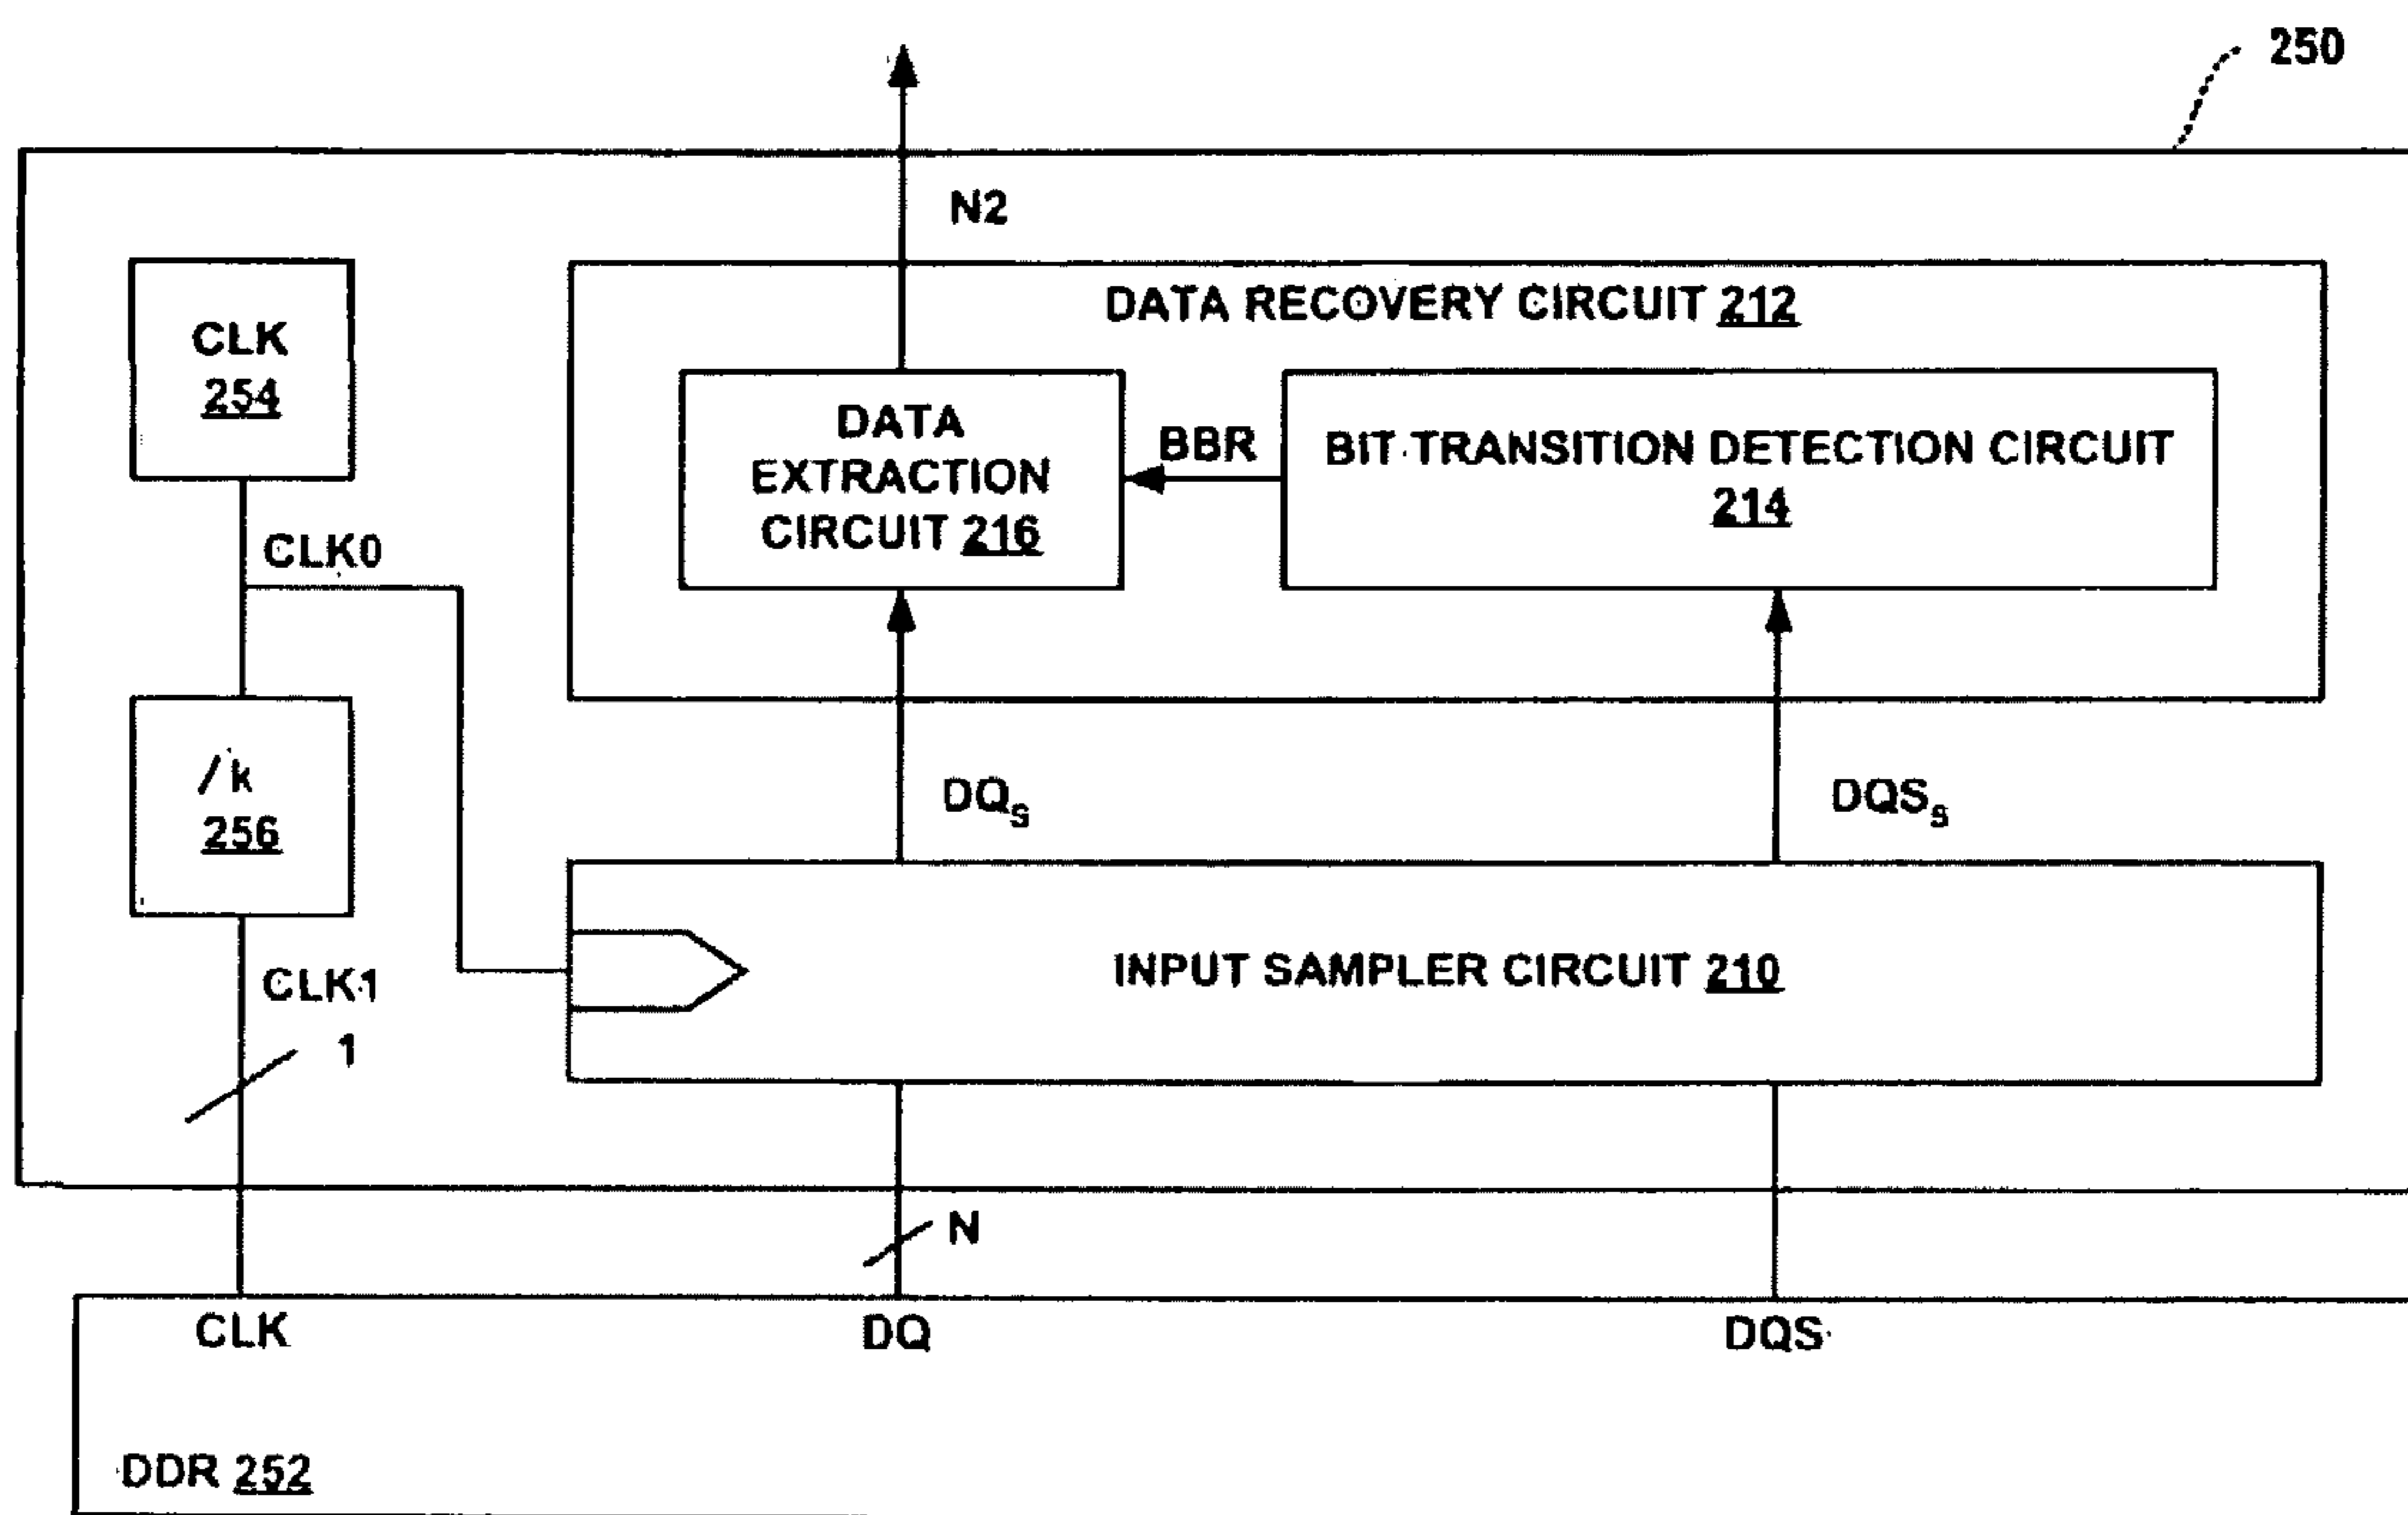 250
N2
DATA RECOVERY CIRCUIT 212
CLK
254
DATA
EXTRACTION
CIRCUIT 216
BBR
BIT TRANSITION DETECTION CIRCUIT
214
CLK0
/k
256
DQs
DQSs
CLK1
1
INPUT SAMPLER CIRCUIT 210
N
CLK
DQ
DQS
DDR 252